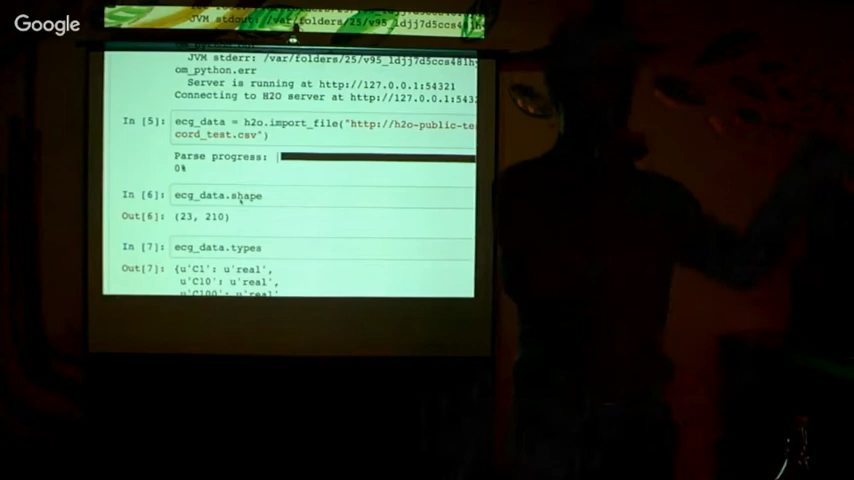 Google
JVM stdout: /var/folders/25/v95_ldjj7d5ccs481h
JVM stderr: /var/folders/25/v95_ldjj7d5ccs481h
om_python.err
Server is running at http://127.0.0.1:54321
Connecting to H2O server at http://127.0.0.1:5432
In [5]: ecg_data = h2o.import_file("http://h2o-public-te
cord_test.csv")
Parse progress: |
0%
In [6]: ecg_data.shape
Out[6]: (23, 210)
In [7]: ecg_data.types
Out[7]: {u'C1': u'real',
u'C10': u'real',
u'C100': u'real',